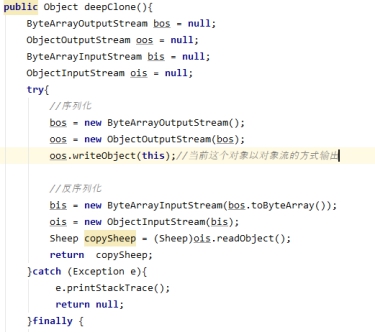 public Object deepClone(){
ByteArrayOutputStream bos = null;
ObjectOutputStream oos = null;
ByteArrayInputStream bis = null;
ObjectInputStream ois = null;
try{
//序列化
bos = new ByteArrayOutputStream();
oos = new ObjectOutputStream(bos);
oos.writeObject(this);//当前这个对象以对象流的方式输出
//反序列化
bis = new ByteArrayInputStream(bos.toByteArray());
ois = new ObjectInputStream(bis);
Sheep copySheep = (Sheep)ois.readObject();
return  copySheep;
}catch (Exception e){
e.printStackTrace();
return null;
}finally {